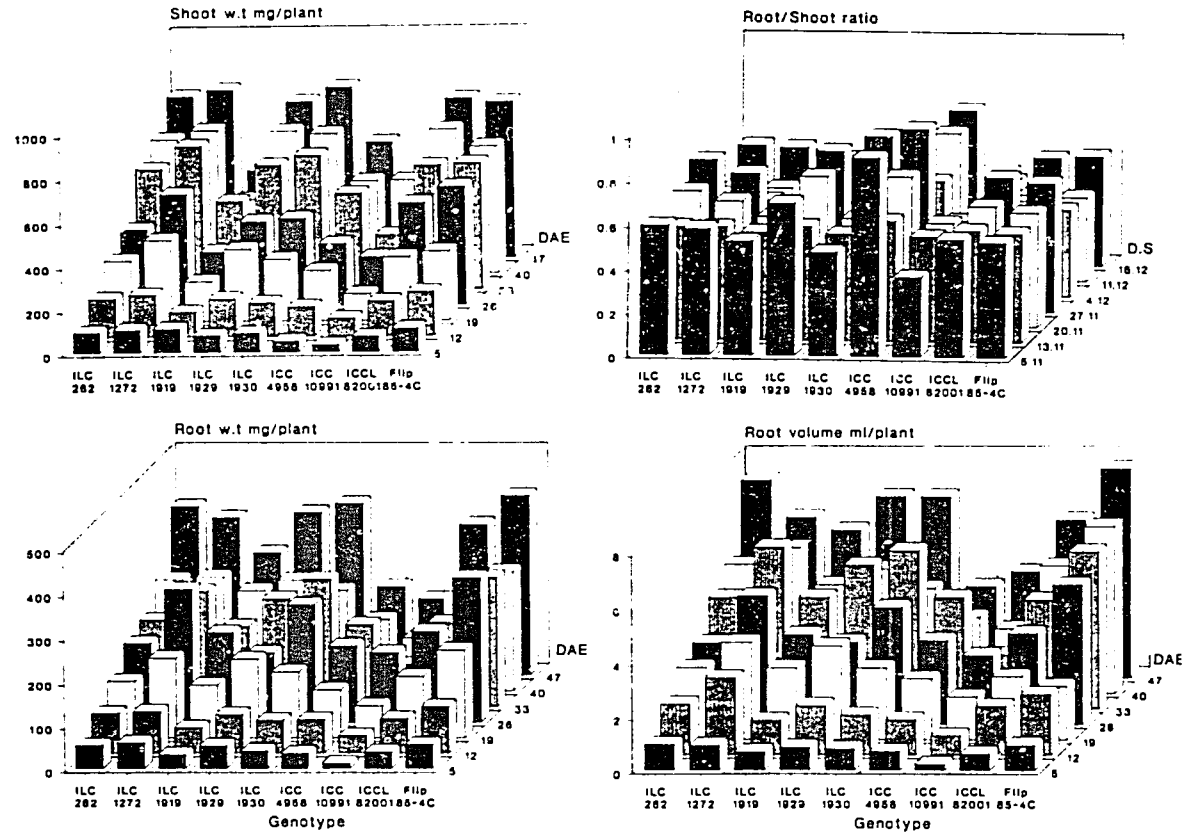 Shoot w.t mg/plant
1000
800
600
400
200
0
DAE
47
40
26
19
12
5
ILC ILC ILC ILC ILC ICC ICC ICCL Flip
262 1272 1919 1929 1930 4958 10991 82001 85-4C
Root/Shoot ratio
1
0.8
0.6
0.4
0.2
0
D.S
18.12
11.12
4.12
27.11
20.11
13.11
6.11
ILC ILC ILC ILC ILC ICC ICC ICCL Flip
262 1272 1919 1929 1930 4958 10991 82001 85-4C
Root w.t mg/plant
500
400
300
200
100
0
DAE
47
40
33
26
19
12
5
ILC ILC ILC ILC ILC ICC ICC ICCL Flip
262 1272 1919 1929 1930 4958 10991 82001 85-4C
Genotype
Root volume ml/plant
8
6
4
2
0
DAE
47
40
33
26
19
12
5
ILC ILC ILC ILC ILC ICC ICC ICCL Flip
262 1272 1919 1929 1930 4958 10991 82001 85-4C
Genotype